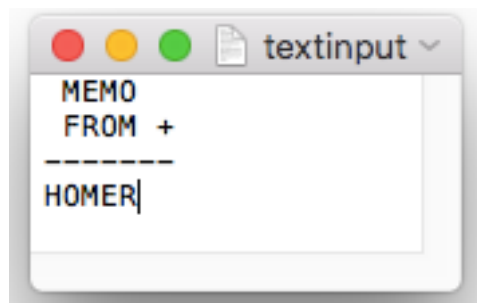 textinput
MEMO
FROM +
-------
HOMER